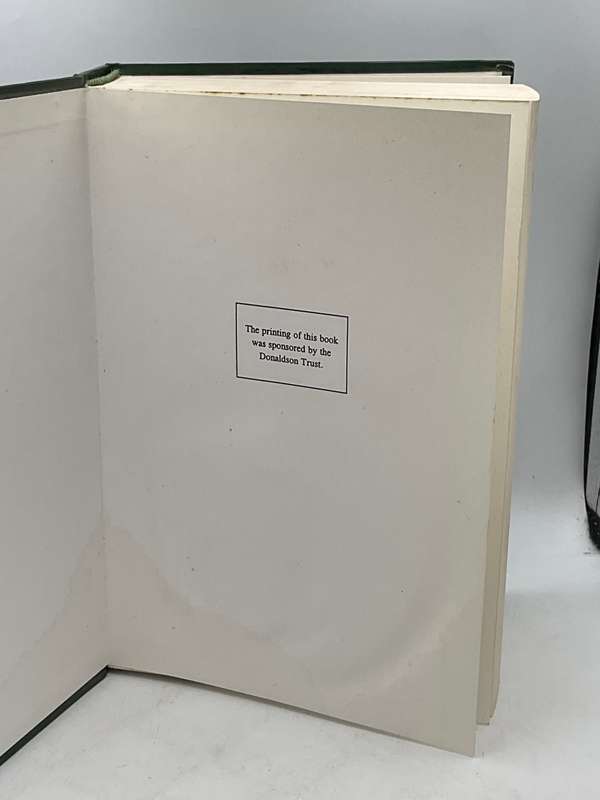 The printing of this book
was sponsored by the
Donaldson Trust.